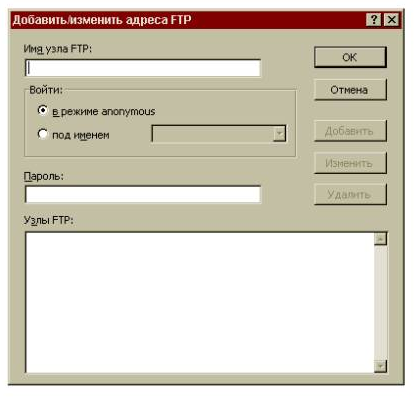 Добавить/изменить адреса FTP
Имя узла FTP:
OK
Войти:
Отмена
в режиме anonymous
под именем
Добавить
Изменить
Пароль:
Удалить
Узлы FTP: